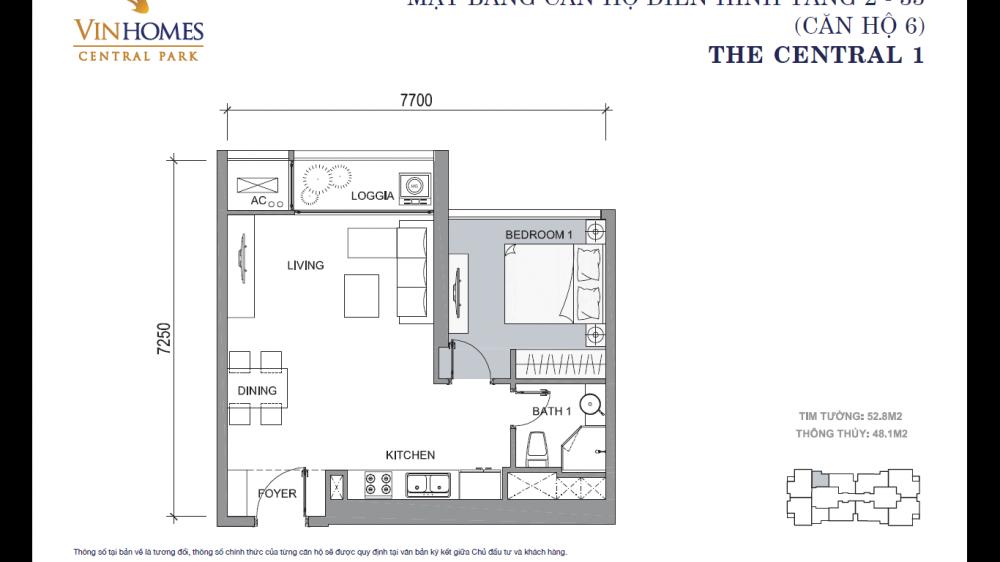 VINHOMES
CENTRAL PARK
MẶT BẰNG CĂN HỘ ĐIỂN HÌNH TẦNG 2 - 35
(CĂN HỘ 6)
THE CENTRAL 1
7700
7250
AC
LOGGIA
MG
BEDROOM 1
LIVING
DINING
BATH 1
KITCHEN
FOYER
TIM TƯỜNG: 52.8M2
THÔNG THỦY: 48.1M2
Thông số tại bản vẽ là tương đối, thông số chính thức của từng căn hộ sẽ được quy định tại văn bản ký kết giữa Chủ đầu tư và khách hàng.